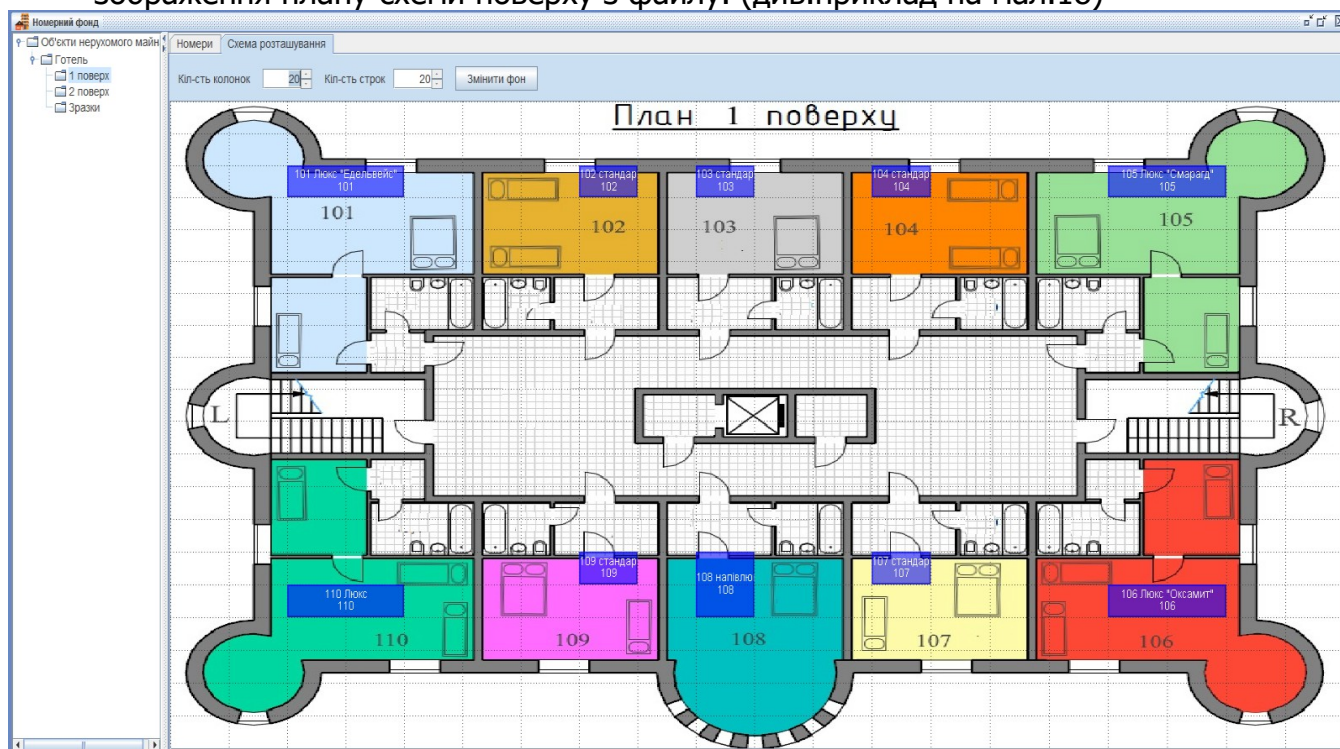 зображення плану-схеми поверху з файлу. (див.приклад на мал.16)
Номерний фонд
Об'єкти нерухомого майн
Готель
1 поверх
2 поверх
Зразки
Номери Схема розташування
Кіл-сть колонок 20 Кіл-сть строк 20 Змінити фон
План 1 поверху
101 Люкс "Едельвейс"
101
102 стандар
102
103 стандар
103
104 стандар
104
105 Люкс "Смарагд"
105
101
102
103
104
105
L
R
110 Люкс
110
109 стандар
109
108 напівлю
108
107 стандар
107
106 Люкс "Оксамит"
106
110
109
108
107
106